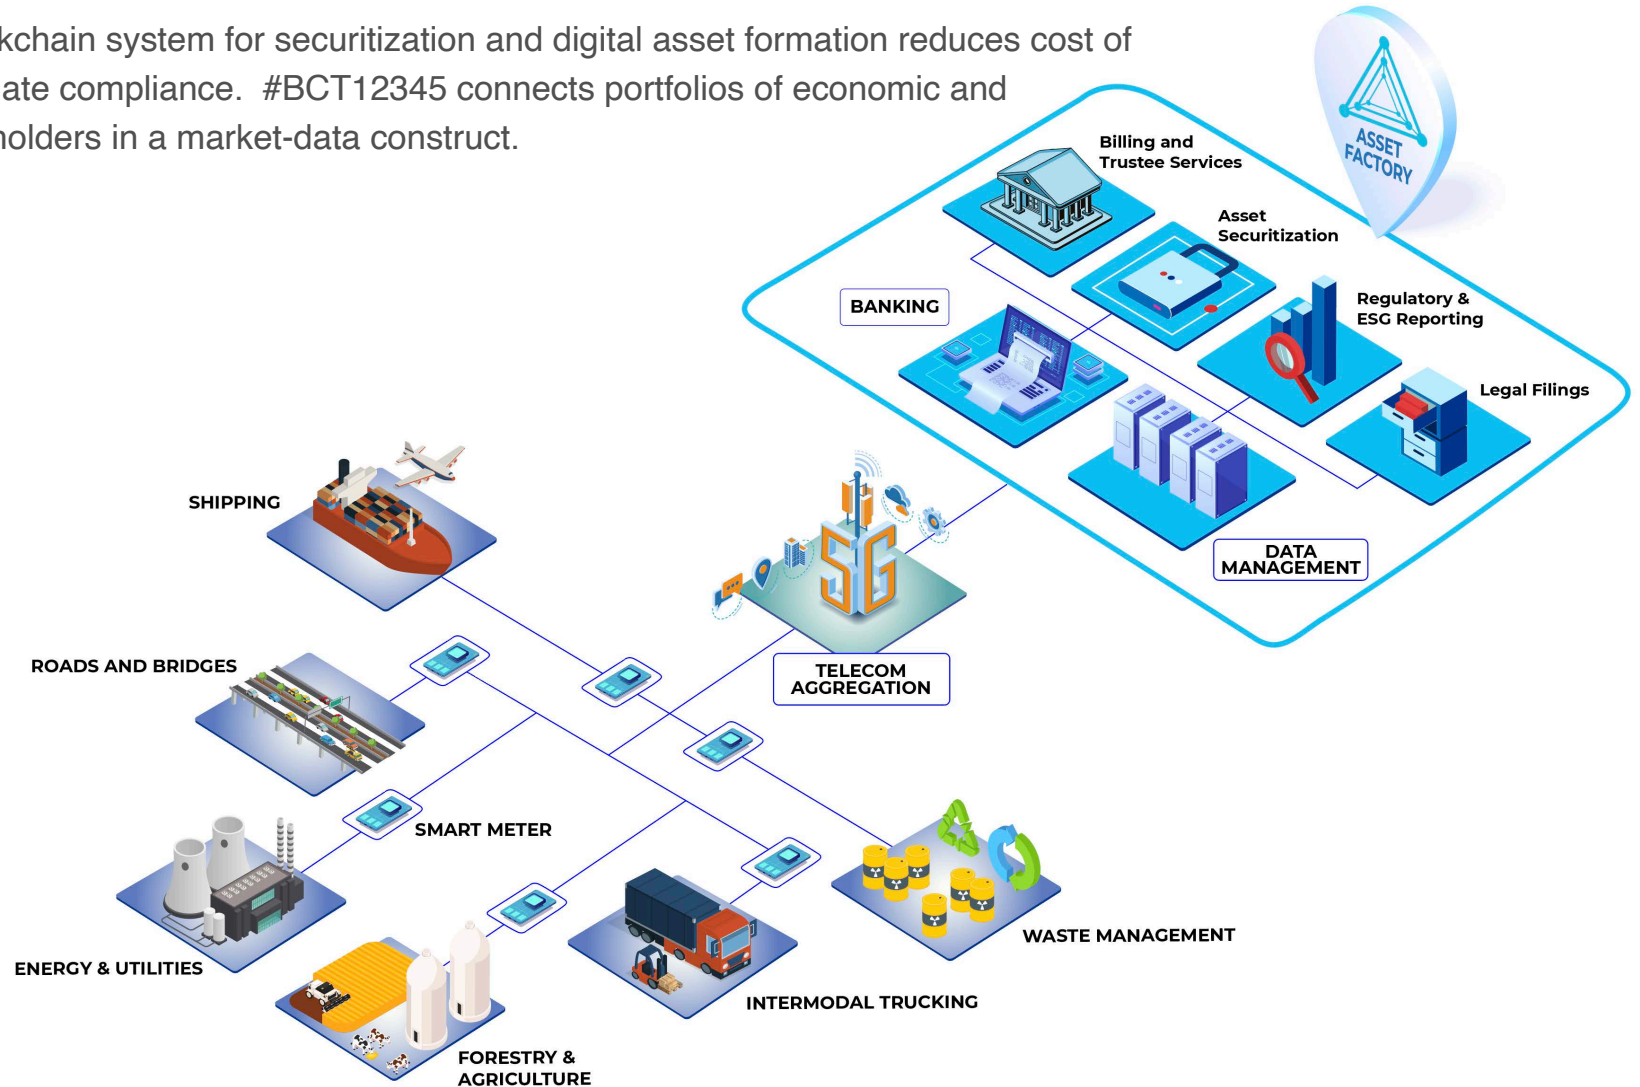 kchain system for securitization and digital asset formation reduces cost of
ate compliance.  #BCT12345 connects portfolios of economic and
holders in a market-data construct.
ASSET
FACTORY
Billing and
Trustee Services
Asset
Securitization
BANKING
Regulatory &
ESG Reporting
Legal Filings
DATA
MANAGEMENT
SHIPPING
5G
ROADS AND BRIDGES
TELECOM
AGGREGATION
SMART METER
ENERGY & UTILITIES
WASTE MANAGEMENT
INTERMODAL TRUCKING
FORESTRY &
AGRICULTURE